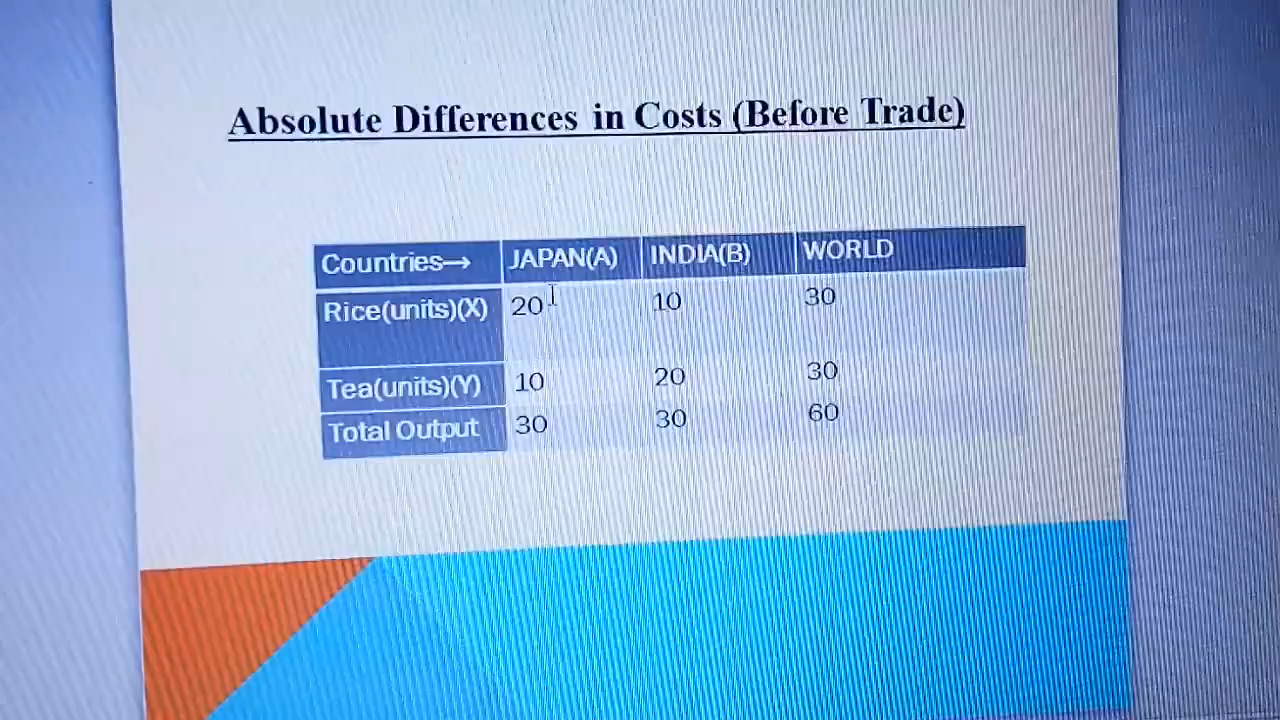 Absolute Differences in Costs (Before Trade)
Countries→ JAPAN(A) INDIA(B) WORLD
Rice(units)(X) 20 10 30
Tea(units)(Y) 10 20 30
Total Output 30 30 60